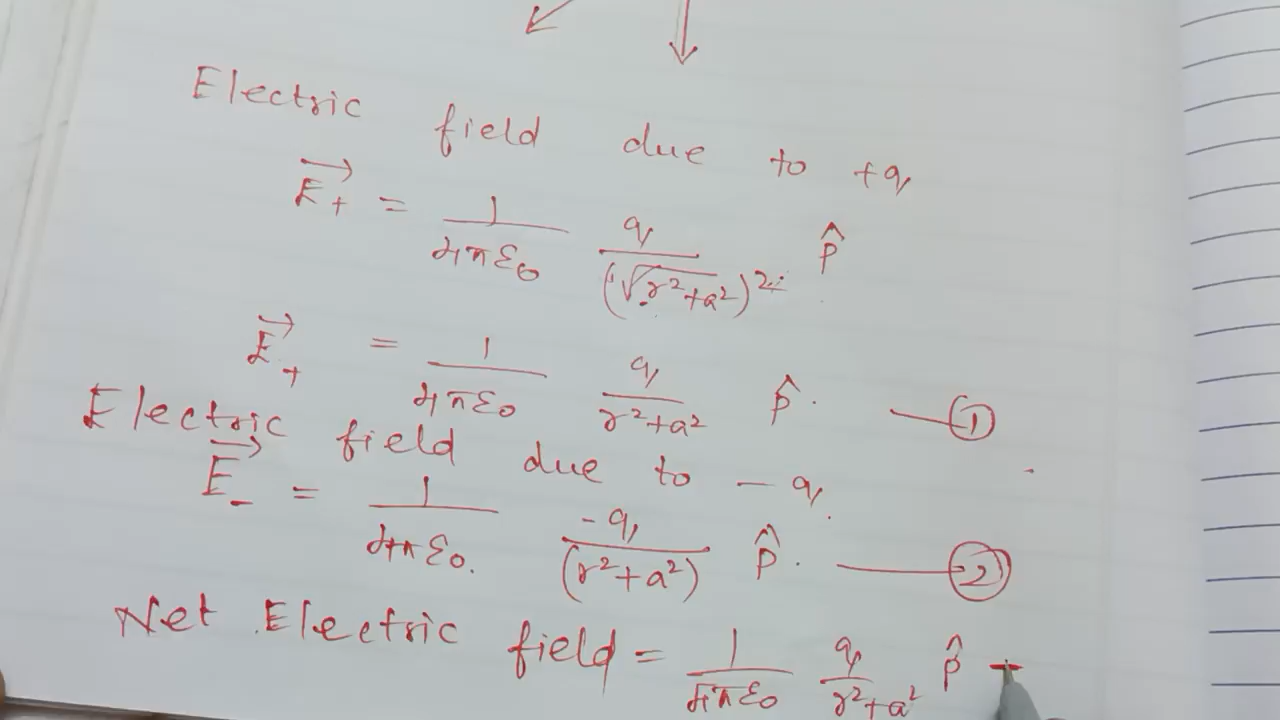 Electric field due to +q
E⃗₊ = 1/4πε₀ q/(√r²+a²)² p̂
E⃗₊ = 1/4πε₀ q/r²+a² p̂. —①
Electric field due to -q.
E⃗₋ = 1/4πε₀. -q/(r²+a²) p̂. —②
Net Electric field = 1/4πε₀ q/r²+a² p̂ +